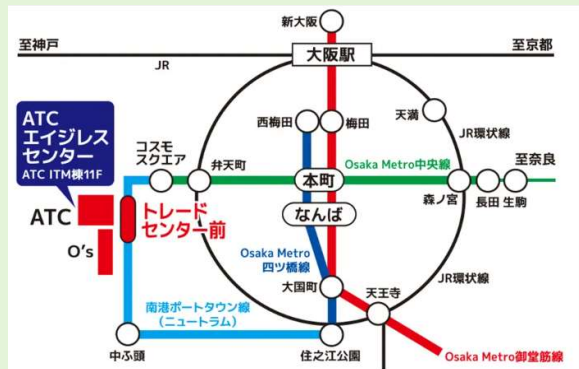 新大阪
至神戸
大阪駅
至京都
JR
ATC
エイジレス
センター
ATC ITM棟11F
西梅田
梅田
天満
JR環状線
コスモ
スクエア
弁天町
Osaka Metro中央線
至奈良
本町
森ノ宮
長田
生駒
ATC
トレード
センター前
なんば
O's
Osaka Metro
四ツ橋線
大国町
天王寺
JR環状線
南港ポートタウン線
(ニュートラム)
中ふ頭
住之江公園
Osaka Metro御堂筋線